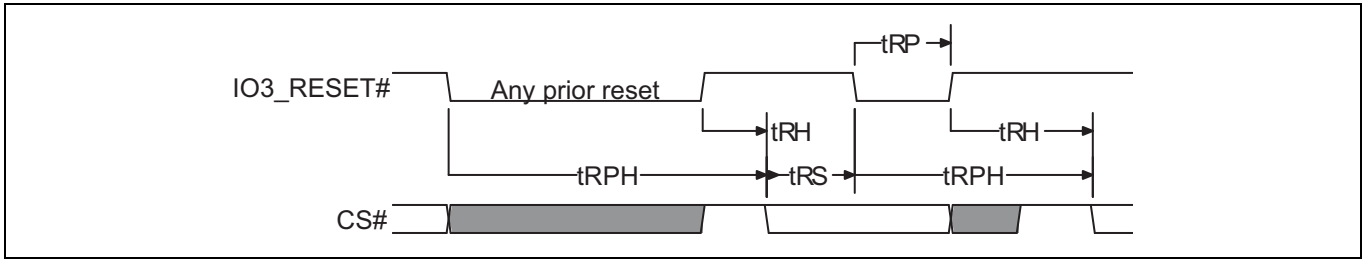 tRP
IO3_RESET#
Any prior reset
tRH
tRH
tRPH
tRS
tRPH
CS#